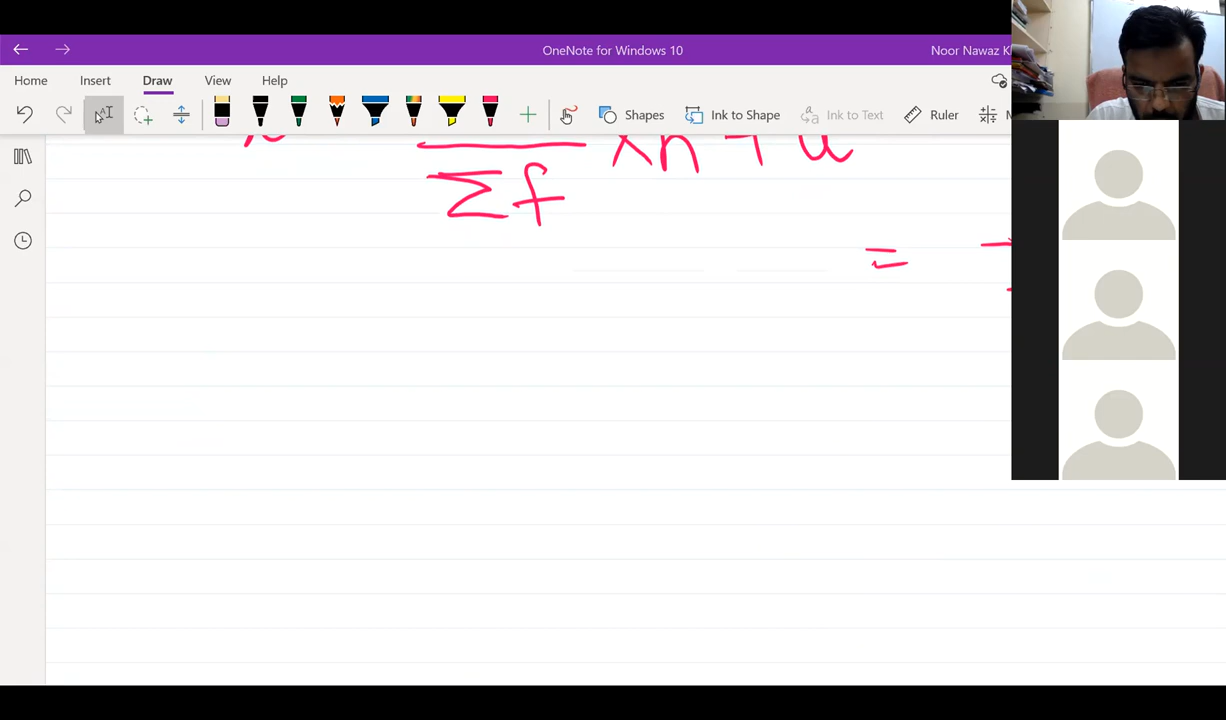 OneNote for Windows 10
Noor Nawaz K
Home Insert Draw View Help
Shapes Ink to Shape Ink to Text Ruler M
Σf
=